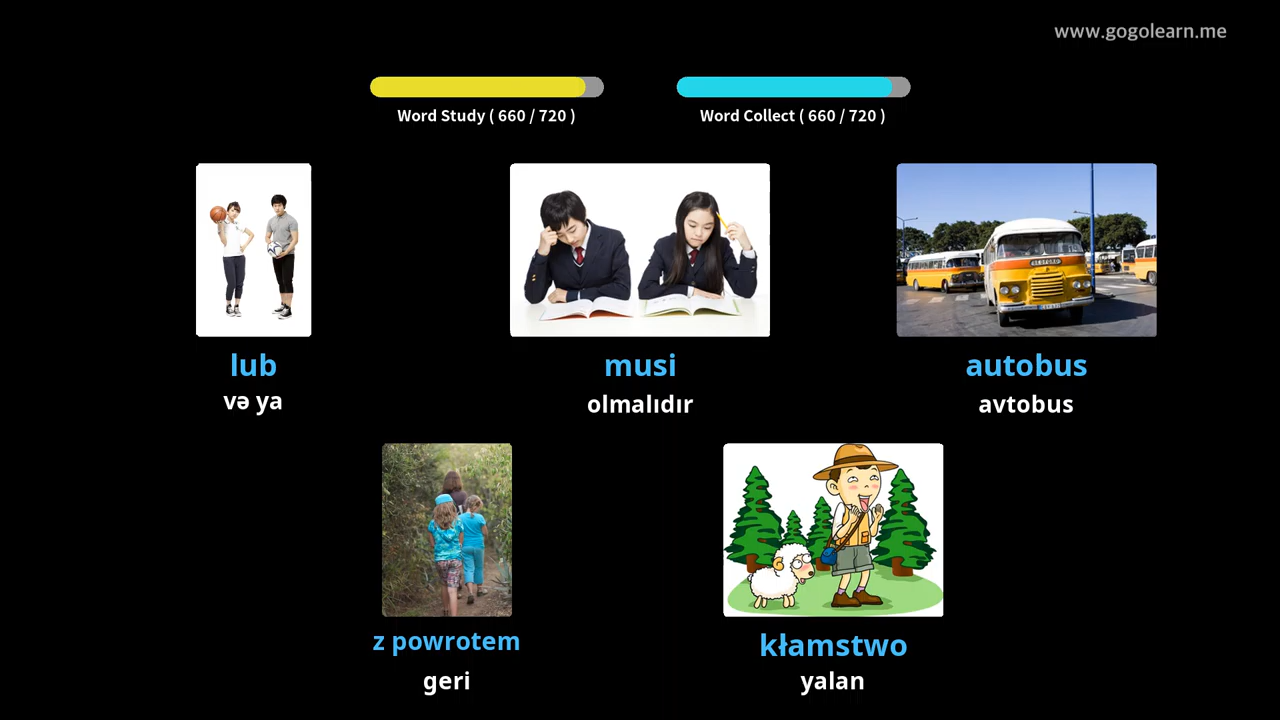 www.gogolearn.me
Word Study ( 660 / 720 )
Word Collect ( 660 / 720 )
lub
musi
autobus
və ya
olmalıdır
avtobus
z powrotem
kłamstwo
geri
yalan